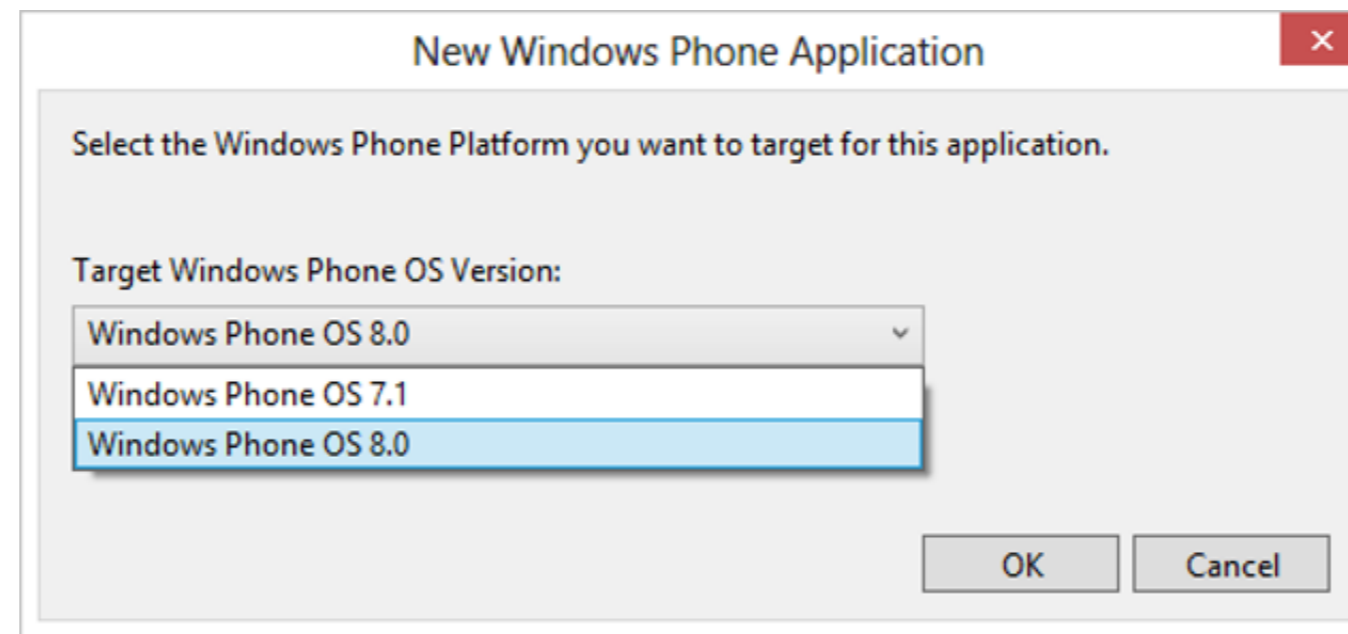 New Windows Phone Application
Select the Windows Phone Platform you want to target for this application.
Target Windows Phone OS Version:
Windows Phone OS 8.0
Windows Phone OS 7.1
Windows Phone OS 8.0
OK Cancel